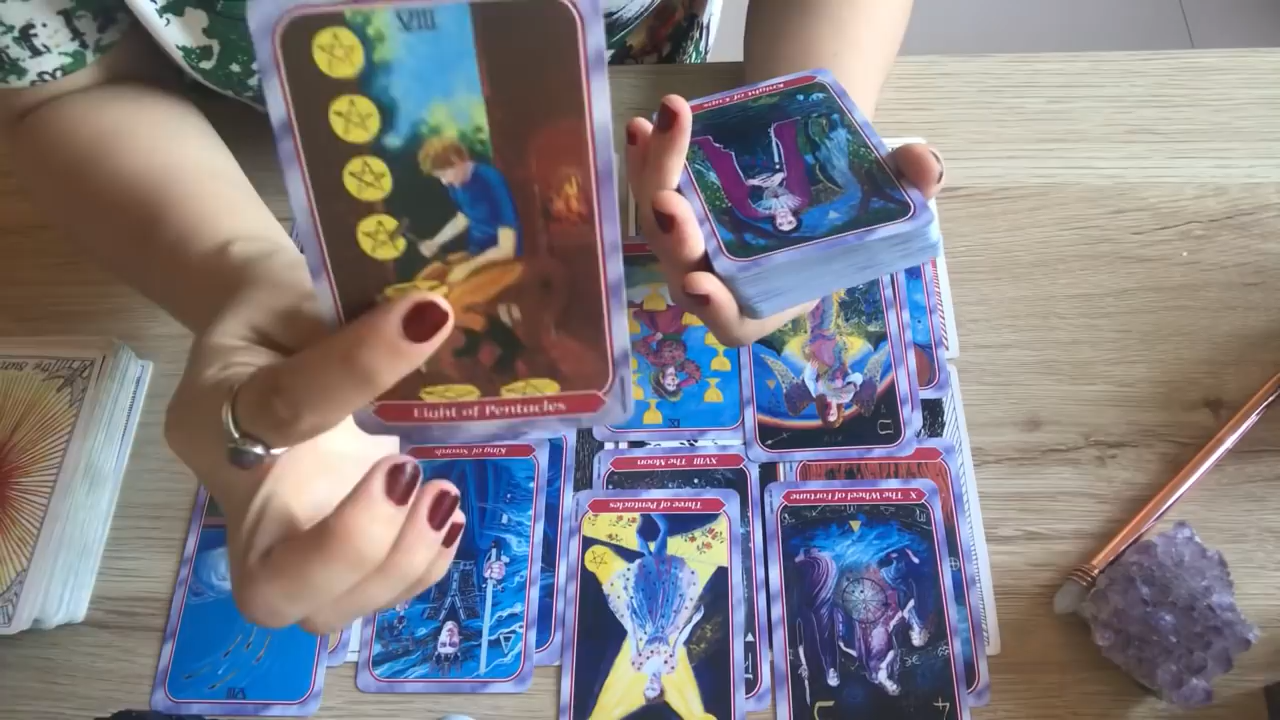 VIII
Eight of Pentacles
Knight of Cups
King of Swords
XVIII The Moon
Three of Pentacles
X The Wheel of Fortune
VIII